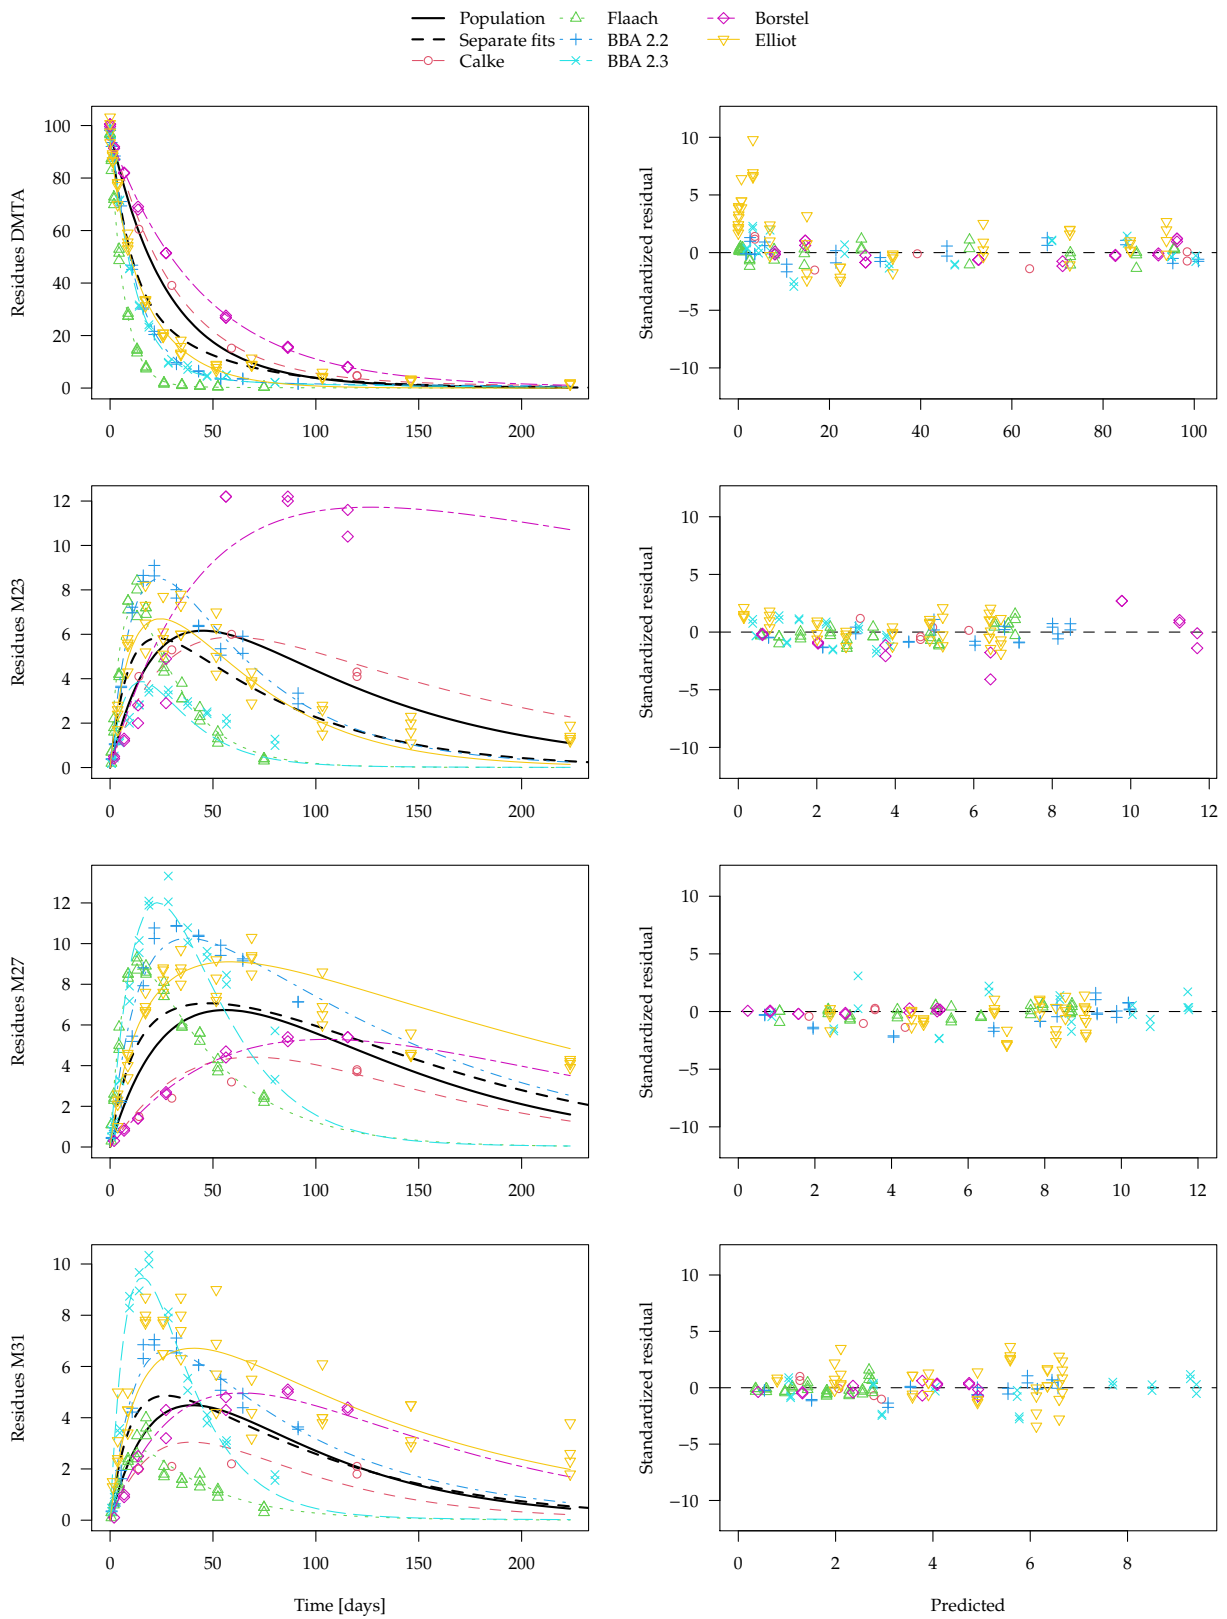 Population
Separate fits
Calke
Flaach
BBA 2.2
BBA 2.3
Borstel
Elliot
Residues DMTA
0
20
40
60
80
100
0 50 100 150 200
Standardized residual
−10
−5
0
5
10
0 20 40 60 80 100
Residues M23
0
2
4
6
8
10
12
0 50 100 150 200
Standardized residual
−10
−5
0
5
10
0 2 4 6 8 10 12
Residues M27
0
2
4
6
8
10
12
0 50 100 150 200
Standardized residual
−10
−5
0
5
10
0 2 4 6 8 10 12
Residues M31
0
2
4
6
8
10
0 50 100 150 200
Time [days]
Standardized residual
−10
−5
0
5
10
0 2 4 6 8
Predicted